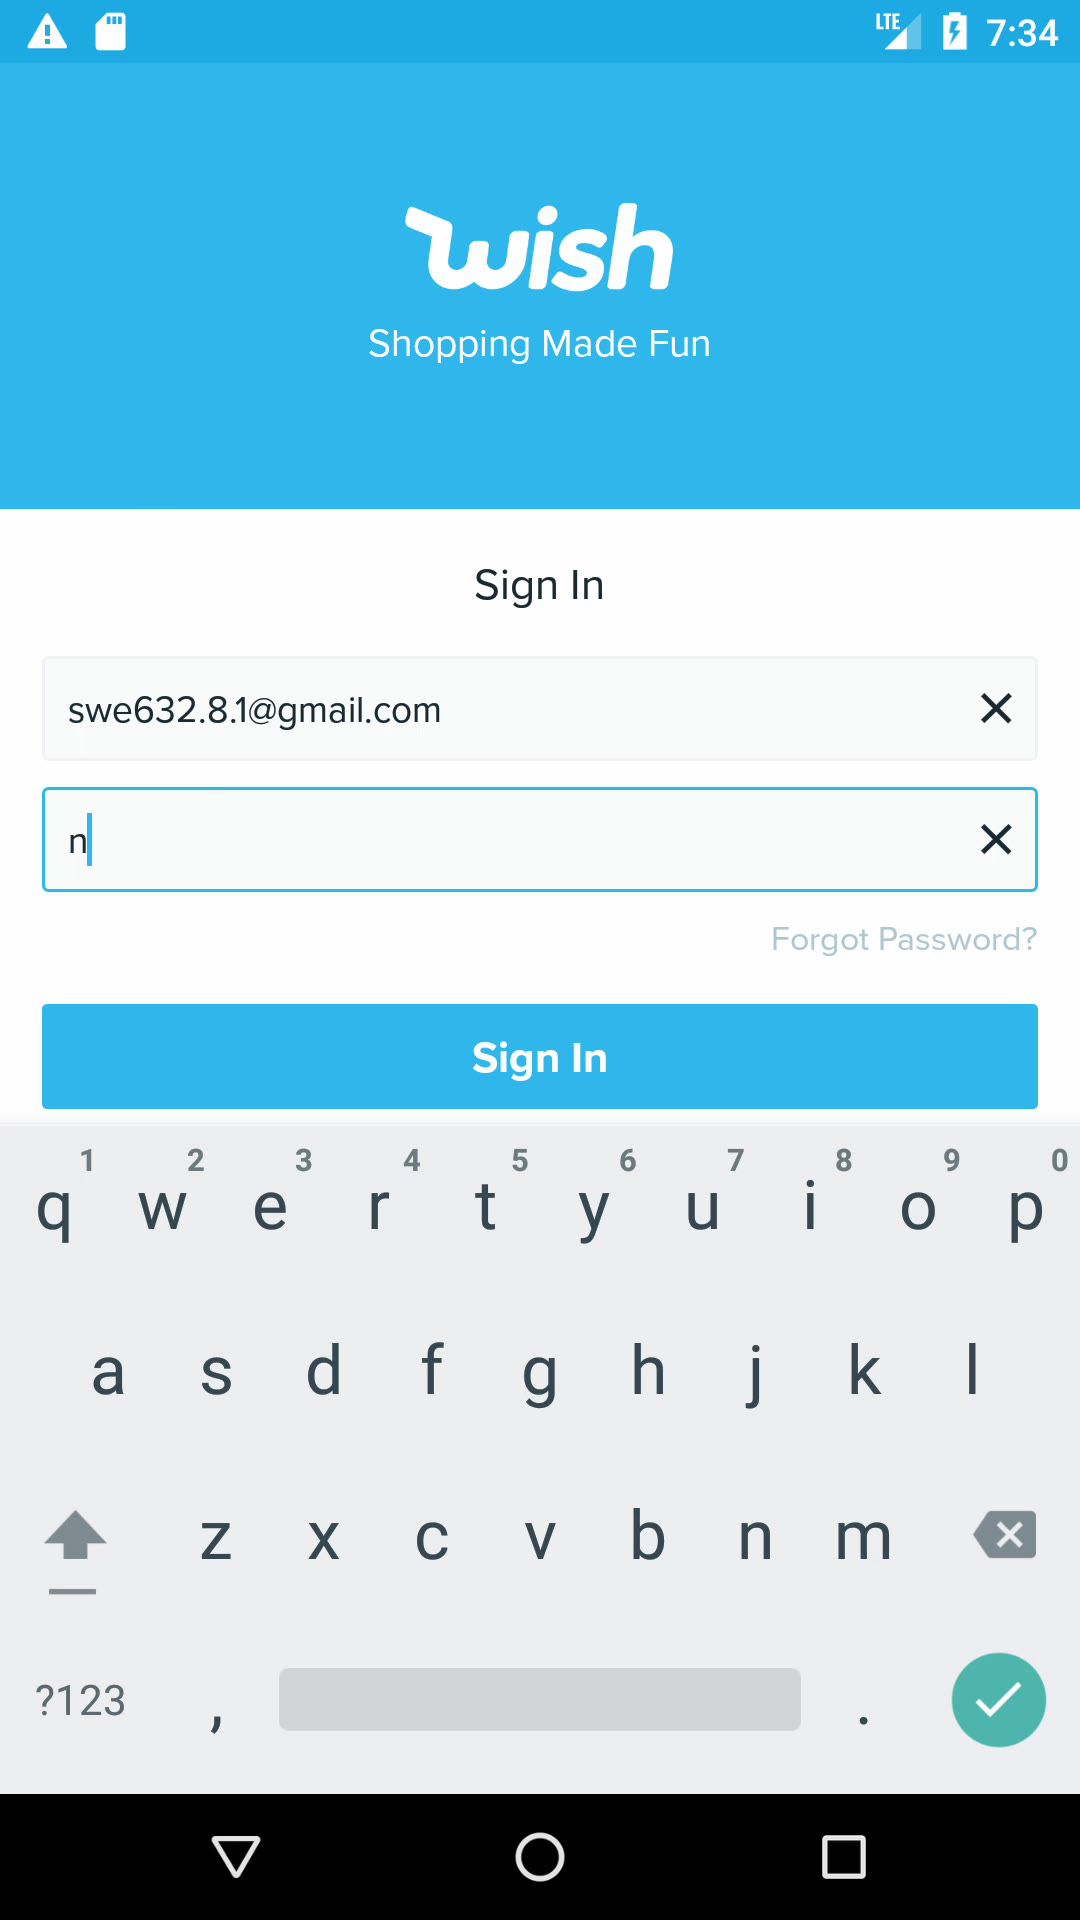 LTE 7:34
wish
Shopping Made Fun
Sign In
swe632.8.1@gmail.com
n
Forgot Password?
Sign In
1 2 3 4 5 6 7 8 9 0
q w e r t y u i o p
a s d f g h j k l
z x c v b n m
?123 , .